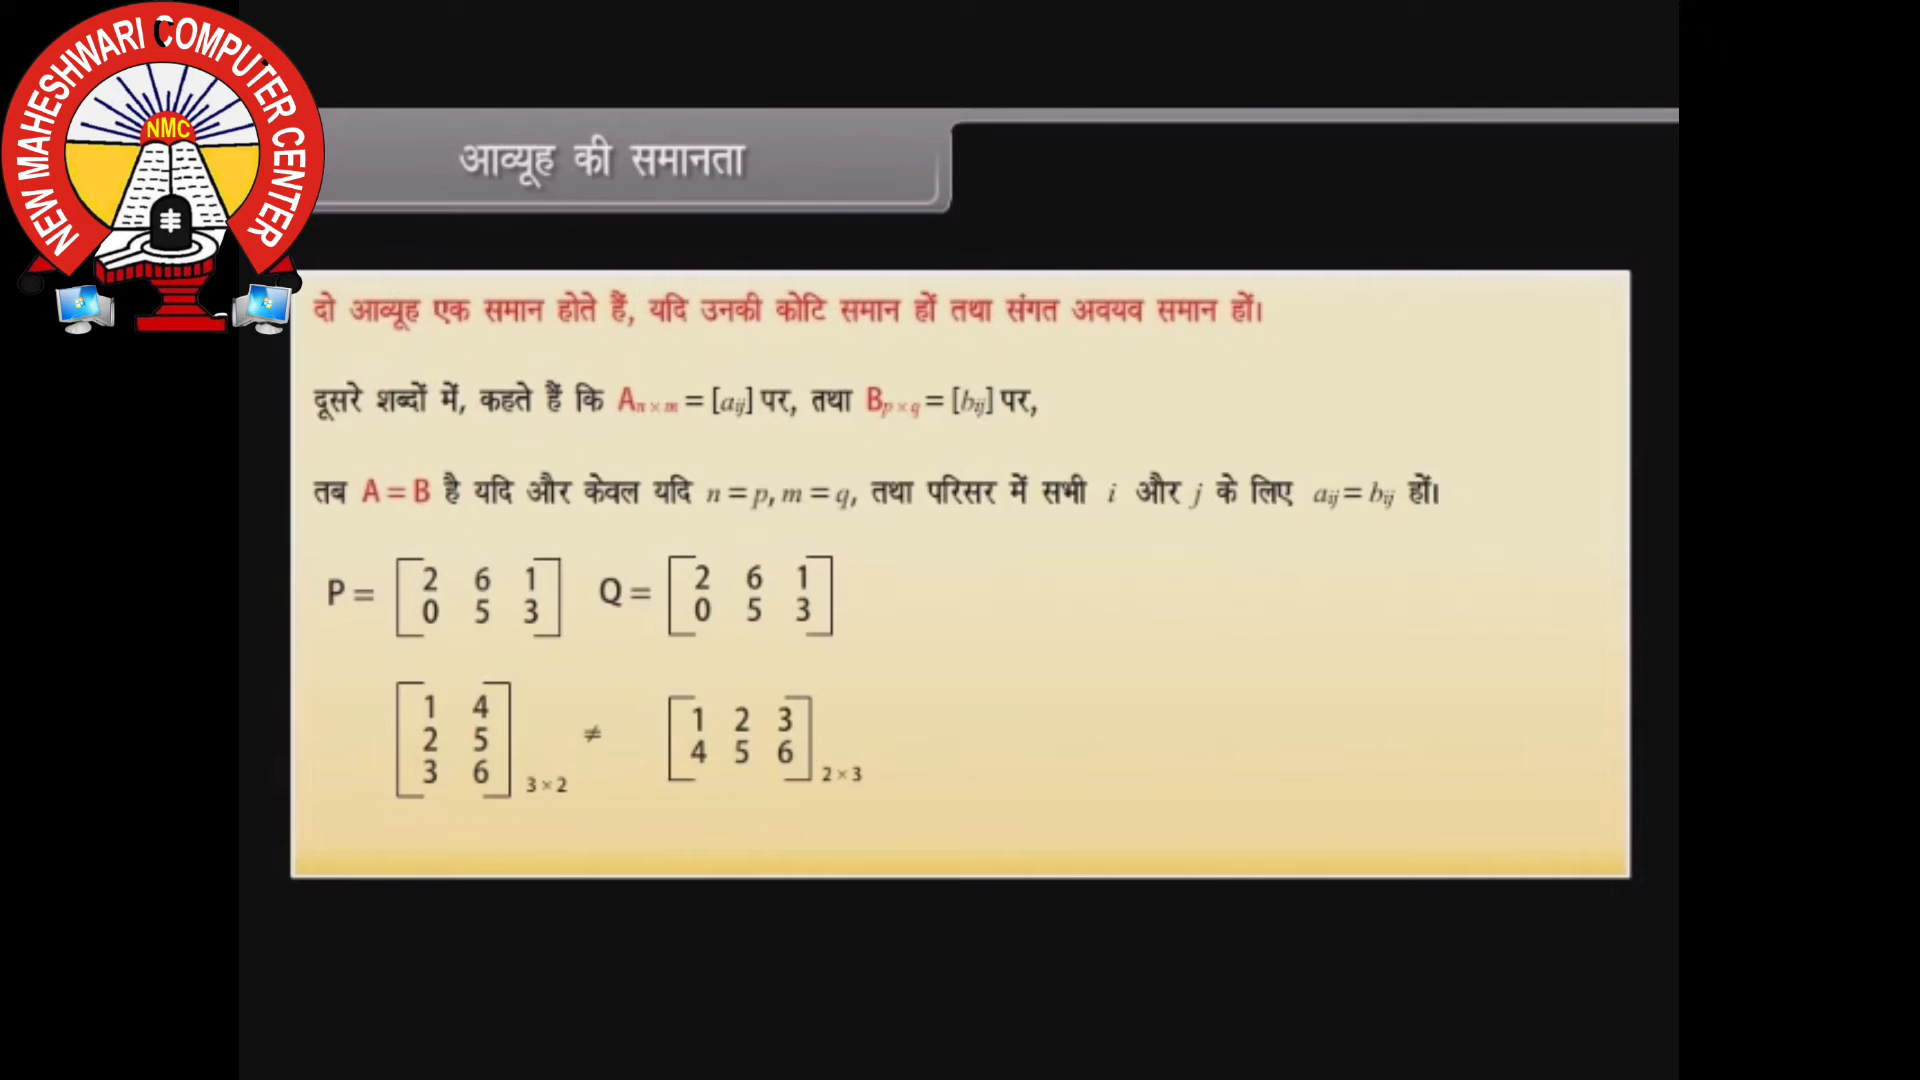 NEW MAHESHWARI COMPUTER CENTER
NMC
आव्यूह की समानता
दो आव्यूह एक समान होते हैं, यदि उनकी कोटि समान हों तथा संगत अवयव समान हों।
दूसरे शब्दों में, कहते हैं कि A n × m = [aij] पर, तथा B p × q = [bij] पर,
तब A = B है यदि और केवल यदि n = p, m = q, तथा परिसर में सभी i और j के लिए aij = bij हों।
P = [ 2 6 1 ] Q = [ 2 6 1 ]
0 5 3 0 5 3
1 4
2 5 ≠ 1 2 3
3 6 3 × 2 4 5 6 2 × 3